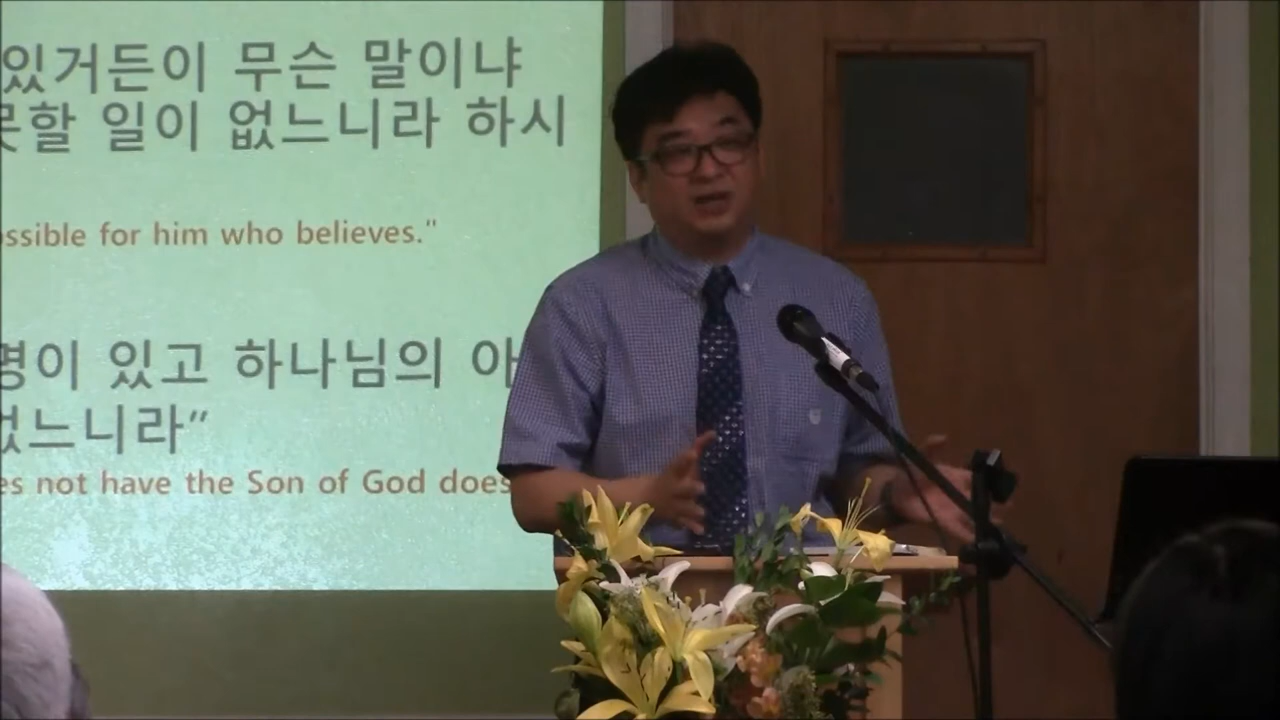 있거든이 무슨 말이냐
못할 일이 없느니라 하시
ossible for him who believes."
명이 있고 하나님의 아
없느니라”
es not have the Son of God does